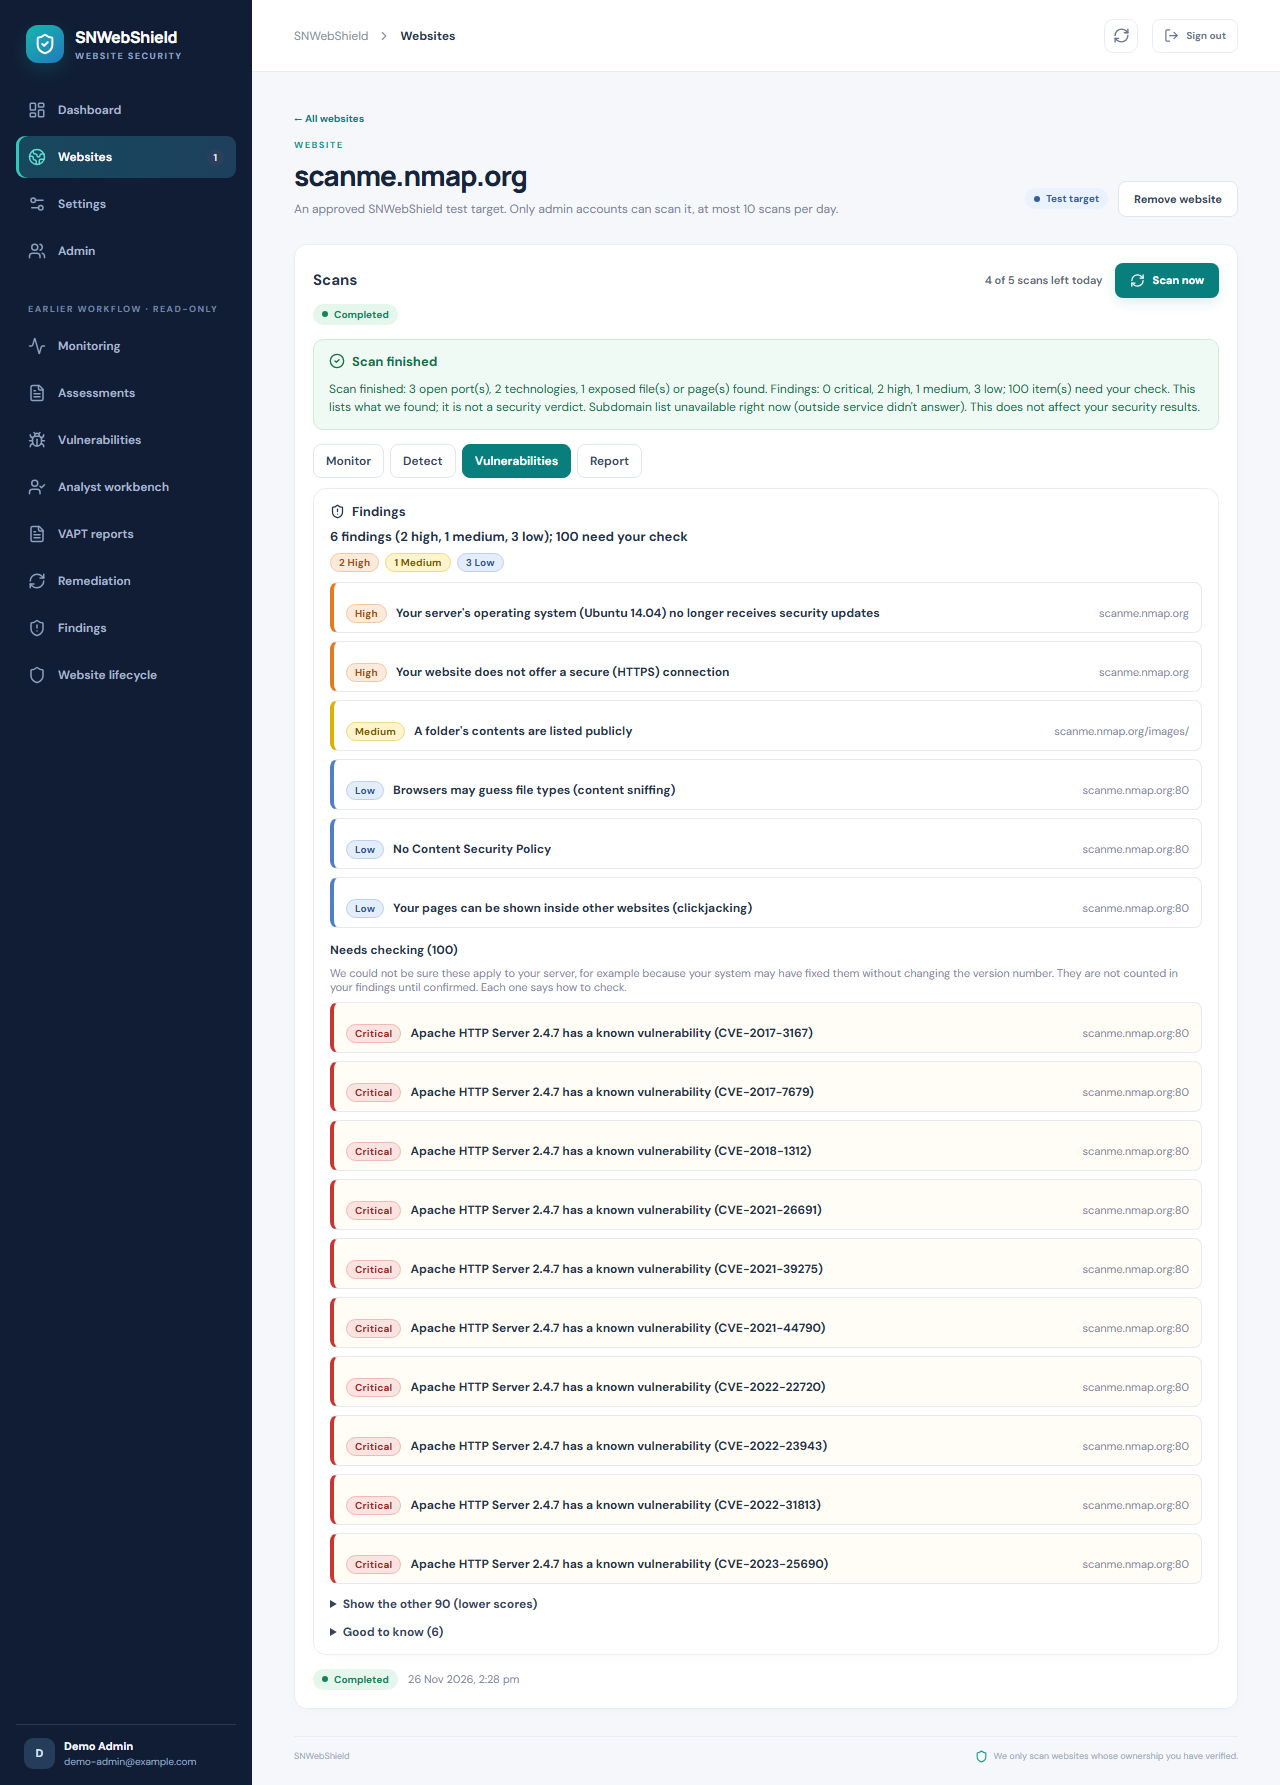 SNWebShield
WEBSITE SECURITY
Dashboard
Websites 1
Settings
Admin
EARLIER WORKFLOW · READ-ONLY
Monitoring
Assessments
Vulnerabilities
Analyst workbench
VAPT reports
Remediation
Findings
Website lifecycle
D
Demo Admin
demo-admin@example.com
SNWebShield > Websites
Sign out
← All websites
WEBSITE
scanme.nmap.org
An approved SNWebShield test target. Only admin accounts can scan it, at most 10 scans per day.
Test target
Remove website
Scans
4 of 5 scans left today
Scan now
Completed
Scan finished
Scan finished: 3 open port(s), 2 technologies, 1 exposed file(s) or page(s) found. Findings: 0 critical, 2 high, 1 medium, 3 low; 100 item(s) need your check. This
lists what we found; it is not a security verdict. Subdomain list unavailable right now (outside service didn't answer). This does not affect your security results.
Monitor
Detect
Vulnerabilities
Report
Findings
6 findings (2 high, 1 medium, 3 low); 100 need your check
2 High
1 Medium
3 Low
High Your server's operating system (Ubuntu 14.04) no longer receives security updates scanme.nmap.org
High Your website does not offer a secure (HTTPS) connection scanme.nmap.org
Medium A folder's contents are listed publicly scanme.nmap.org/images/
Low Browsers may guess file types (content sniffing) scanme.nmap.org:80
Low No Content Security Policy scanme.nmap.org:80
Low Your pages can be shown inside other websites (clickjacking) scanme.nmap.org:80
Needs checking (100)
We could not be sure these apply to your server, for example because your system may have fixed them without changing the version number. They are not counted in
your findings until confirmed. Each one says how to check.
Critical Apache HTTP Server 2.4.7 has a known vulnerability (CVE-2017-3167) scanme.nmap.org:80
Critical Apache HTTP Server 2.4.7 has a known vulnerability (CVE-2017-7679) scanme.nmap.org:80
Critical Apache HTTP Server 2.4.7 has a known vulnerability (CVE-2018-1312) scanme.nmap.org:80
Critical Apache HTTP Server 2.4.7 has a known vulnerability (CVE-2021-26691) scanme.nmap.org:80
Critical Apache HTTP Server 2.4.7 has a known vulnerability (CVE-2021-39275) scanme.nmap.org:80
Critical Apache HTTP Server 2.4.7 has a known vulnerability (CVE-2021-44790) scanme.nmap.org:80
Critical Apache HTTP Server 2.4.7 has a known vulnerability (CVE-2022-22720) scanme.nmap.org:80
Critical Apache HTTP Server 2.4.7 has a known vulnerability (CVE-2022-23943) scanme.nmap.org:80
Critical Apache HTTP Server 2.4.7 has a known vulnerability (CVE-2022-31813) scanme.nmap.org:80
Critical Apache HTTP Server 2.4.7 has a known vulnerability (CVE-2023-25690) scanme.nmap.org:80
Show the other 90 (lower scores)
Good to know (6)
Completed 26 Nov 2026, 2:28 pm
SNWebShield
We only scan websites whose ownership you have verified.